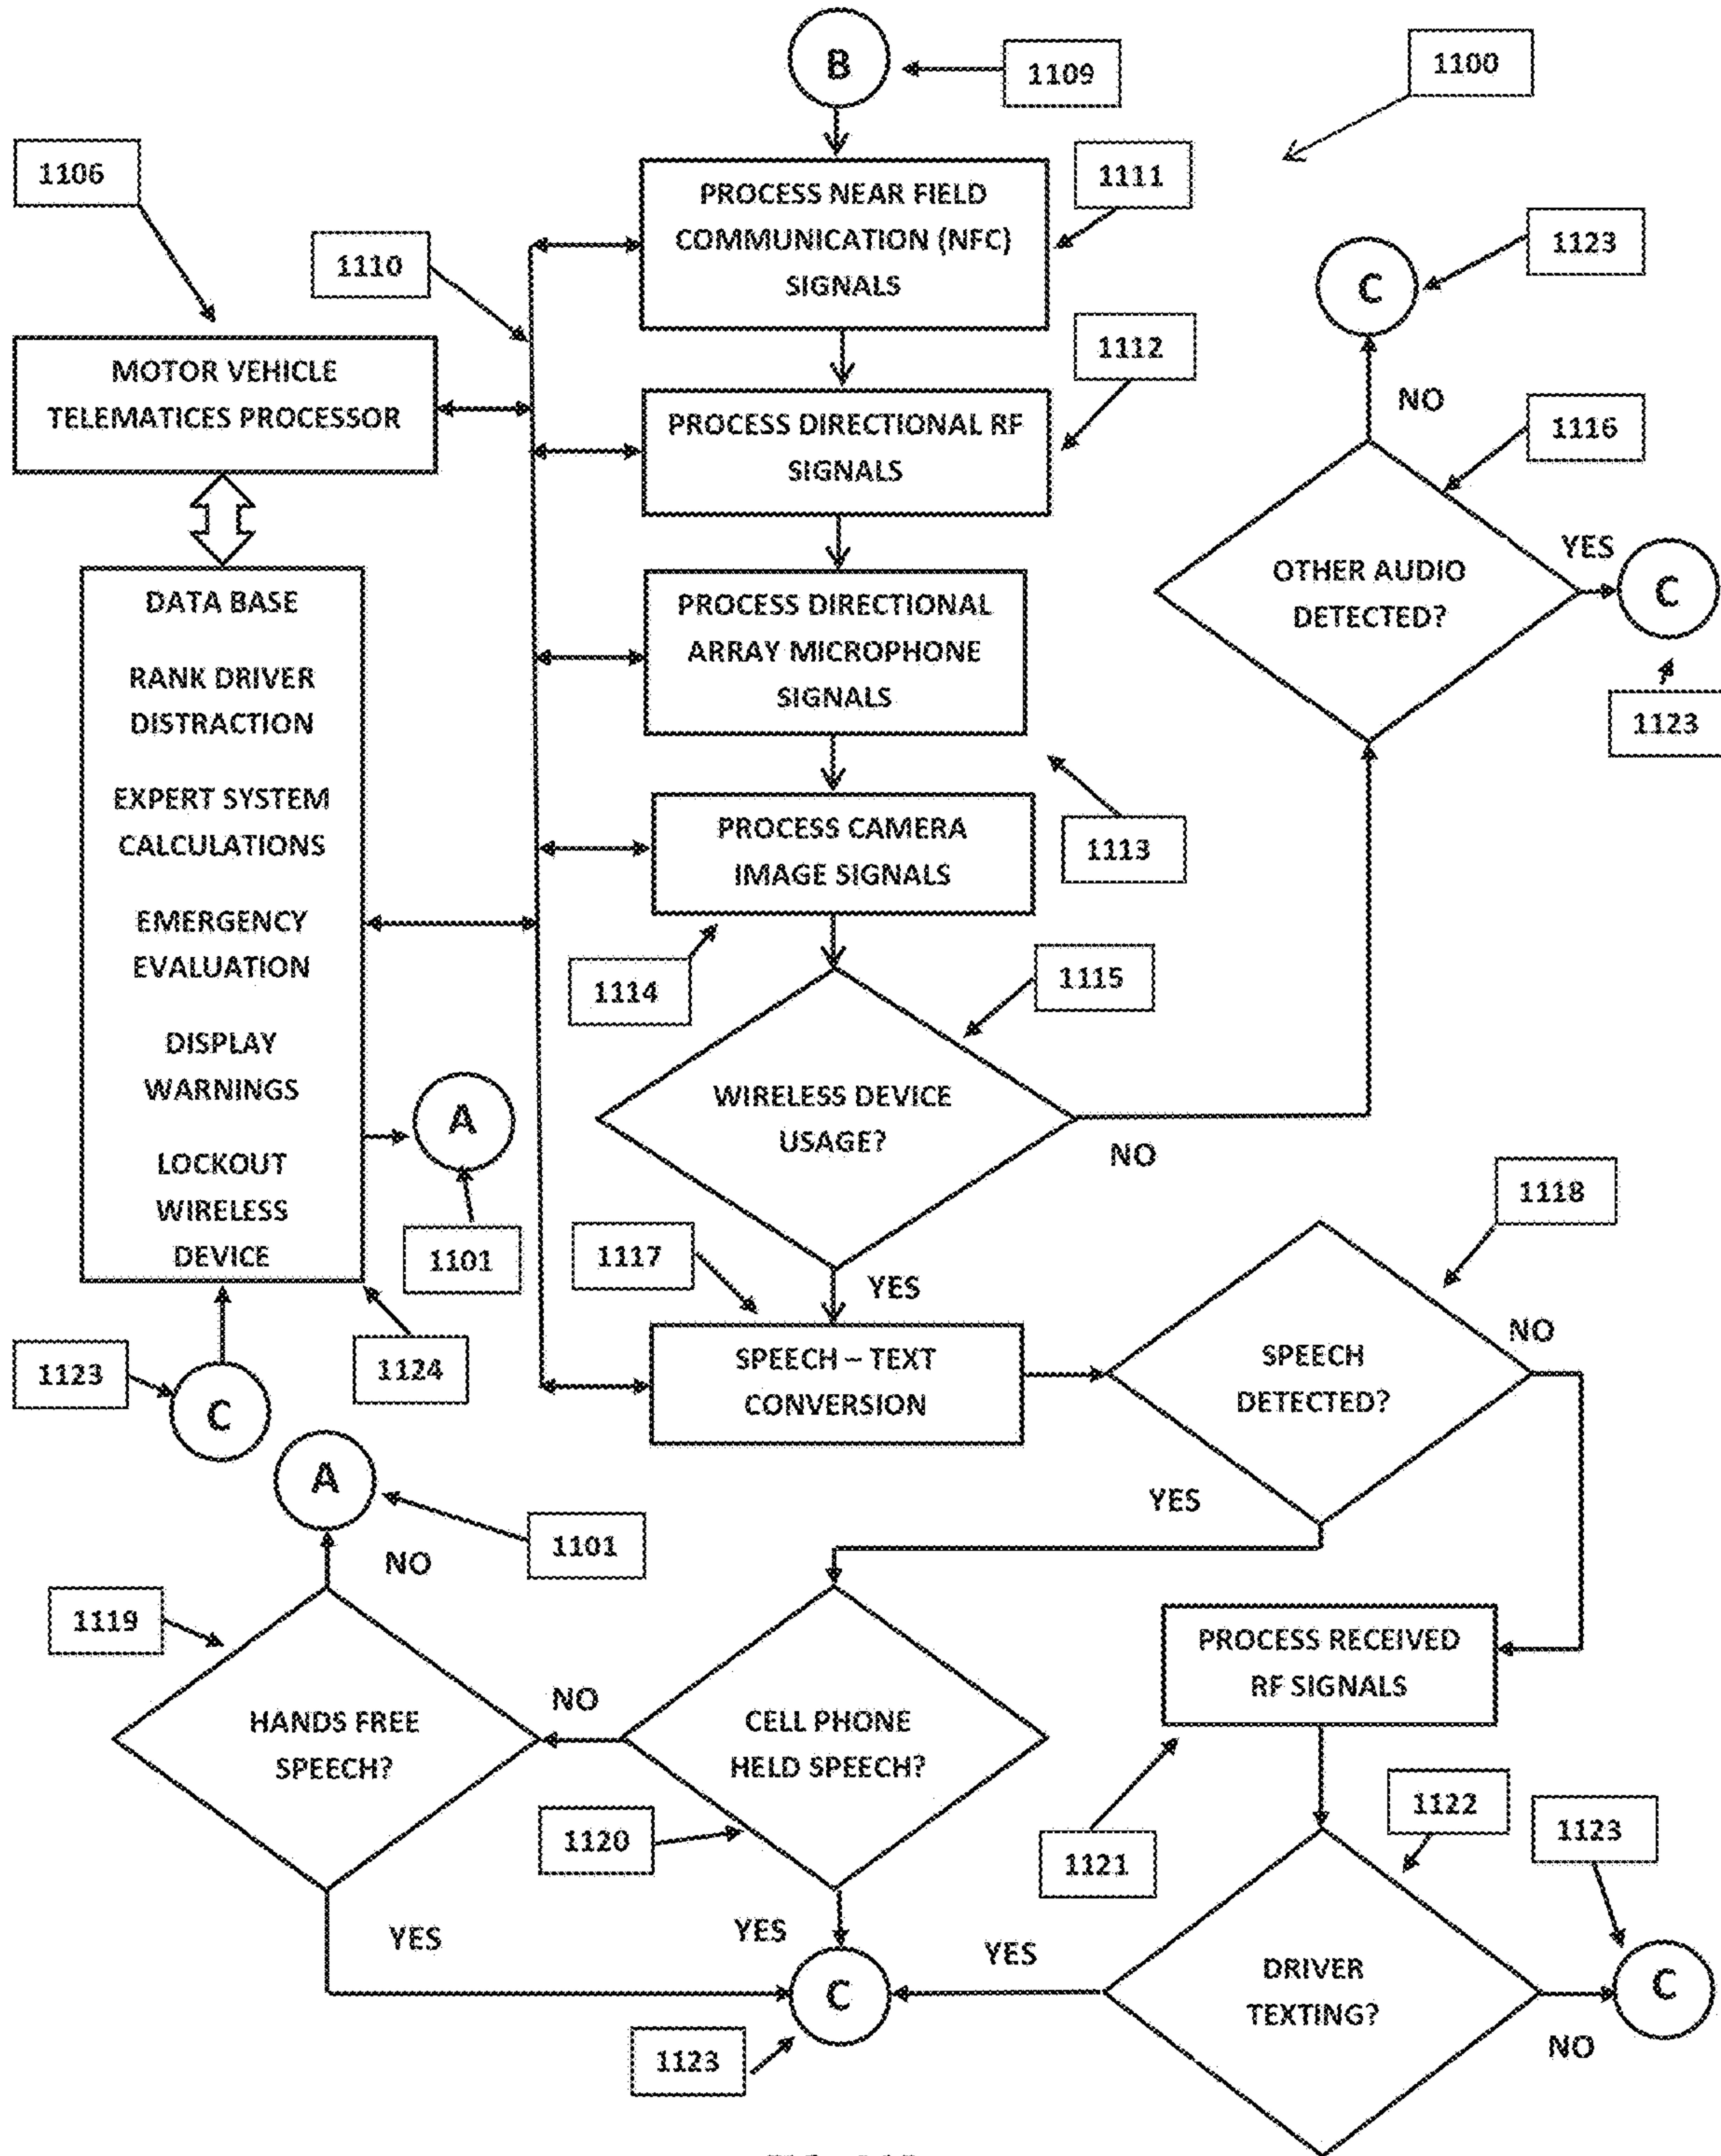 B
1109
1100
1106
PROCESS NEAR FIELD
COMMUNICATION (NFC)
SIGNALS
1111
1110
C
1123
MOTOR VEHICLE
TELEMATICES PROCESSOR
PROCESS DIRECTIONAL RF
SIGNALS
1112
NO
1116
OTHER AUDIO
DETECTED?
YES
C
1123
DATA BASE
RANK DRIVER
DISTRACTION
EXPERT SYSTEM
CALCULATIONS
EMERGENCY
EVALUATION
DISPLAY
WARNINGS
LOCKOUT
WIRELESS
DEVICE
PROCESS DIRECTIONAL
ARRAY MICROPHONE
SIGNALS
1113
PROCESS CAMERA
IMAGE SIGNALS
1114
1115
WIRELESS DEVICE
USAGE?
NO
A
1101
YES
1117
1118
SPEECH – TEXT
CONVERSION
SPEECH
DETECTED?
NO
YES
1123
C
1124
A
1101
NO
1119
HANDS FREE
SPEECH?
NO
CELL PHONE
HELD SPEECH?
1120
PROCESS RECEIVED
RF SIGNALS
1121
1122
1123
YES
YES
C
1123
YES
DRIVER
TEXTING?
C
NO